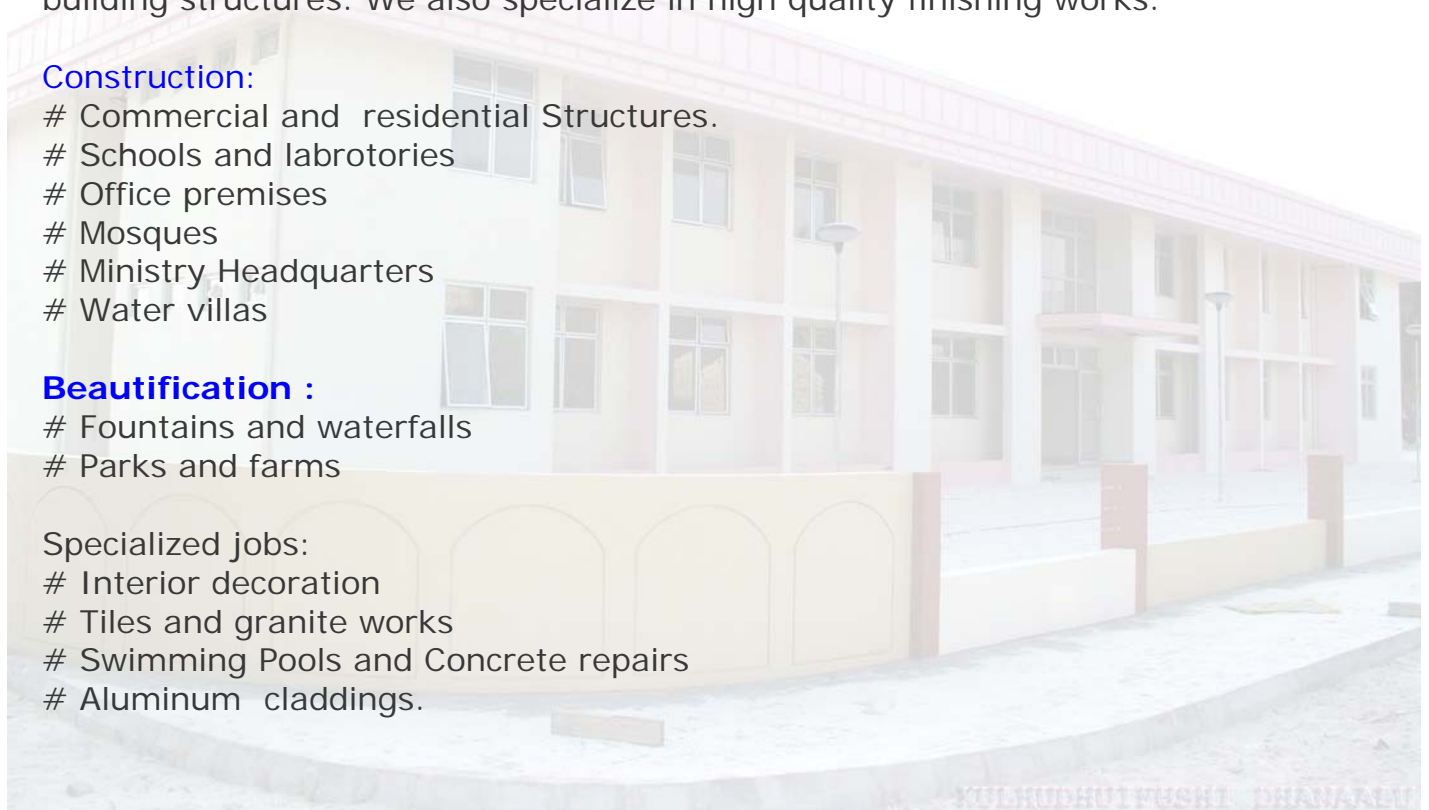 building structures. We also specialize in high quality finishing works.
Construction:
# Commercial and  residential Structures.
# Schools and labrotories
# Office premises
# Mosques
# Ministry Headquarters
# Water villas
Beautification :
# Fountains and waterfalls
# Parks and farms
Specialized jobs:
# Interior decoration
# Tiles and granite works
# Swimming Pools and Concrete repairs
# Aluminum  claddings.
KULHUDHUFFUSHI DHANAALU